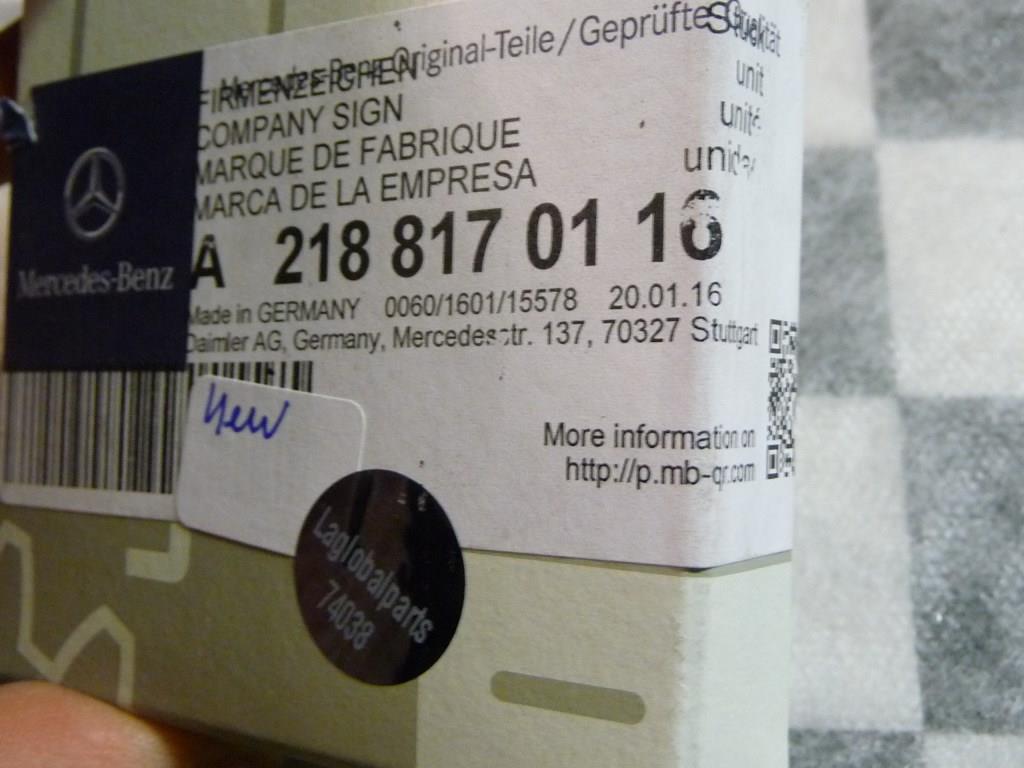 Mercedes-Benz Original-Teile/Geprüfte
Stück
FIRMENZEICHEN
COMPANY SIGN
MARQUE DE FABRIQUE
MARCA DE LA EMPRESA
unit
unité
A 218 817 01 16
Mercedes-Benz
Made in GERMANY 0060/1601/15578 20.01.16
Daimler AG, Germany, Mercedesstr. 137, 70327 Stuttgart
new
More information on
http://p.mb-qr.com
Laglobalparts
74038